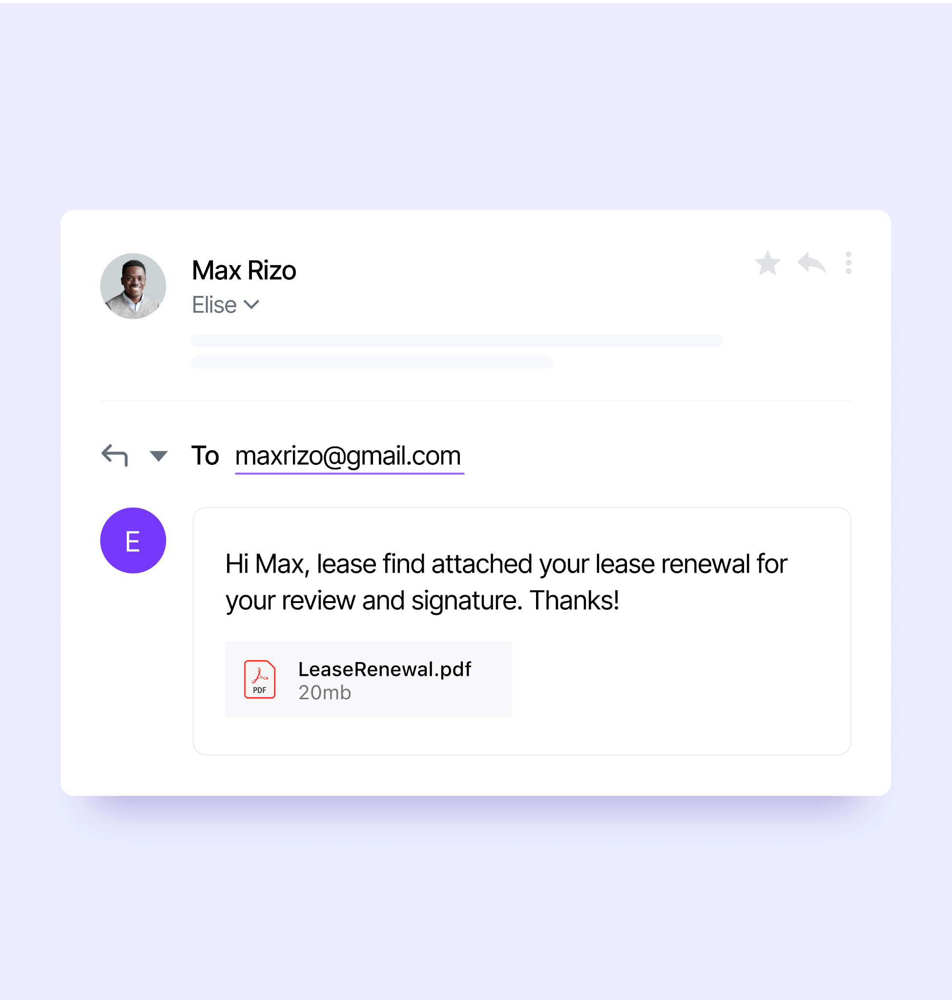 Max Rizo
Elise
To maxrizo@gmail.com
E
Hi Max, lease find attached your lease renewal for
your review and signature. Thanks!
PDF
LeaseRenewal.pdf
20mb